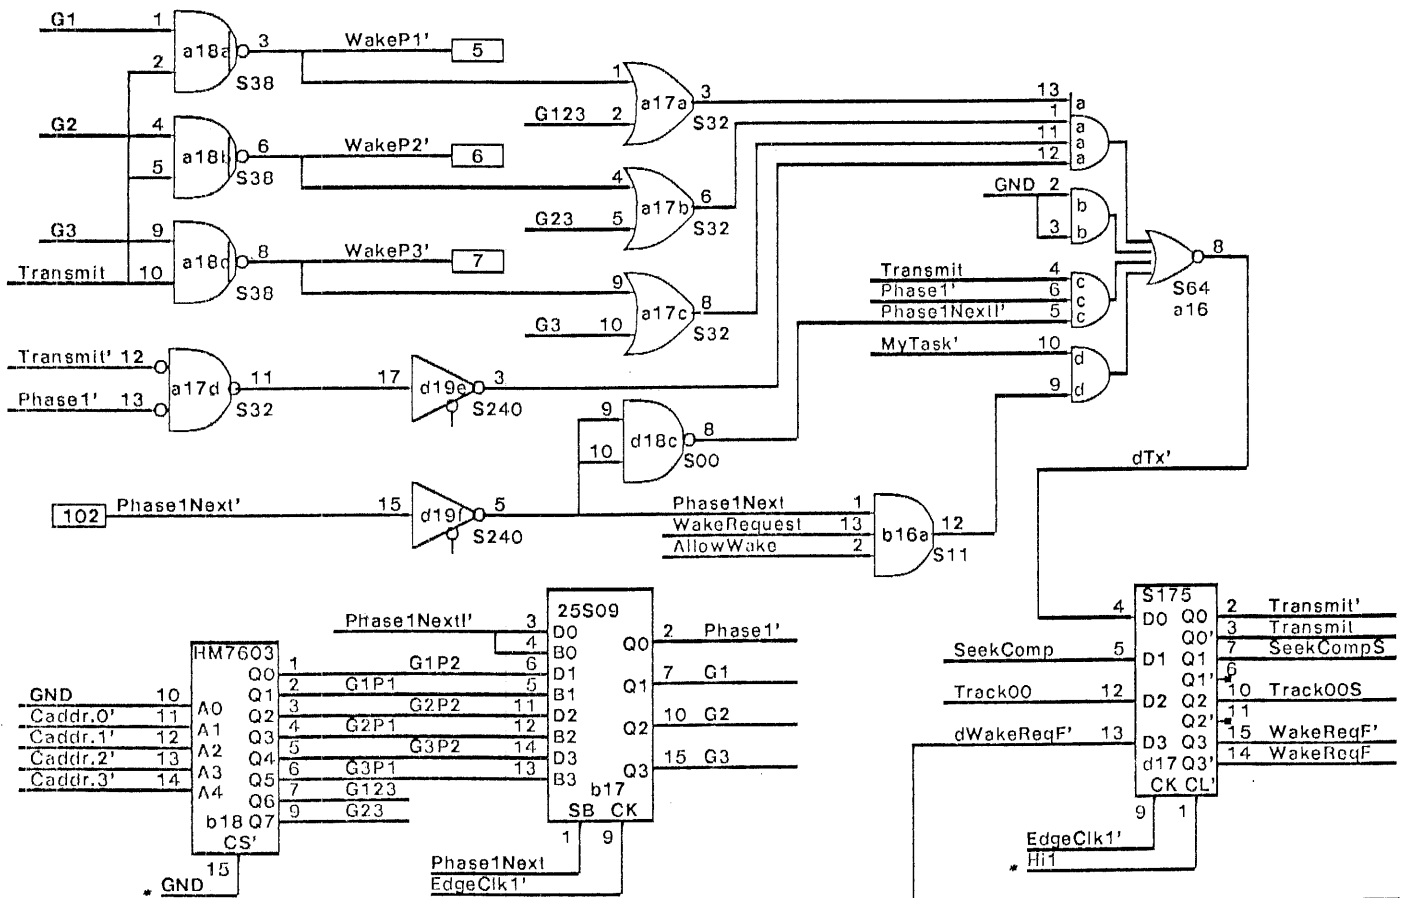 G1 1
a18a 3 WakeP1' 5
2 S38
G2 4
a18b 6 WakeP2' 6
5 S38
G3 9
8 WakeP3' 7
Transmit 10
S38
1
a17a 3
G123 2 S32
4
a17b 6
G23 5 S32
9
a17c 8
G3 10 S32
13 a
1 a
11 a
12 a
GND 2 b
3 b
Transmit 4 c
Phase1' 6 c
Phase1NextI' 5 c
MyTask' 10 d
9 d
8
S64
a16
Transmit' 12
a17d 11
Phase1' 13 S32
17 d19e 3
S240
9
d18c 8
10 S00
102 Phase1Next' 15 d19f 5
S240
Phase1Next 1
WakeRequest 13 b16a 12
AllowWake 2 S11
dTx'
HM7603
GND 10 A0
Caddr.0' 11 A1
Caddr.1' 12 A2
Caddr.2' 13 A3
Caddr.3' 14 A4
Q0 1 G1P2 6
Q1 2 G1P1 5
Q2 3 G2P2 11
Q3 4 G2P1 12
Q4 5 G3P2 14
Q5 6 G3P1 13
Q6 7 G123
b18 Q7 9 G23
CS'
15
* GND
25S09
Phase1NextI' 3 D0
4 B0
D1
B1
D2
B2
D3
B3
Q0 2 Phase1'
Q1 7 G1
Q2 10 G2
Q3 15 G3
b17
SB CK
1 9
Phase1Next
EdgeClk1'
S175
4 D0
SeekComp 5 D1
Track00 12 D2
dWakeReqF' 13 D3
Q0 2 Transmit'
Q0' 3 Transmit
Q1 7 SeekCompS
Q1' 6
Q2 10 Track00S
Q2' 11
Q3 15 WakeReqF'
d17 Q3' 14 WakeReqF
CK CL'
9 1
EdgeClk1'
* Hi1